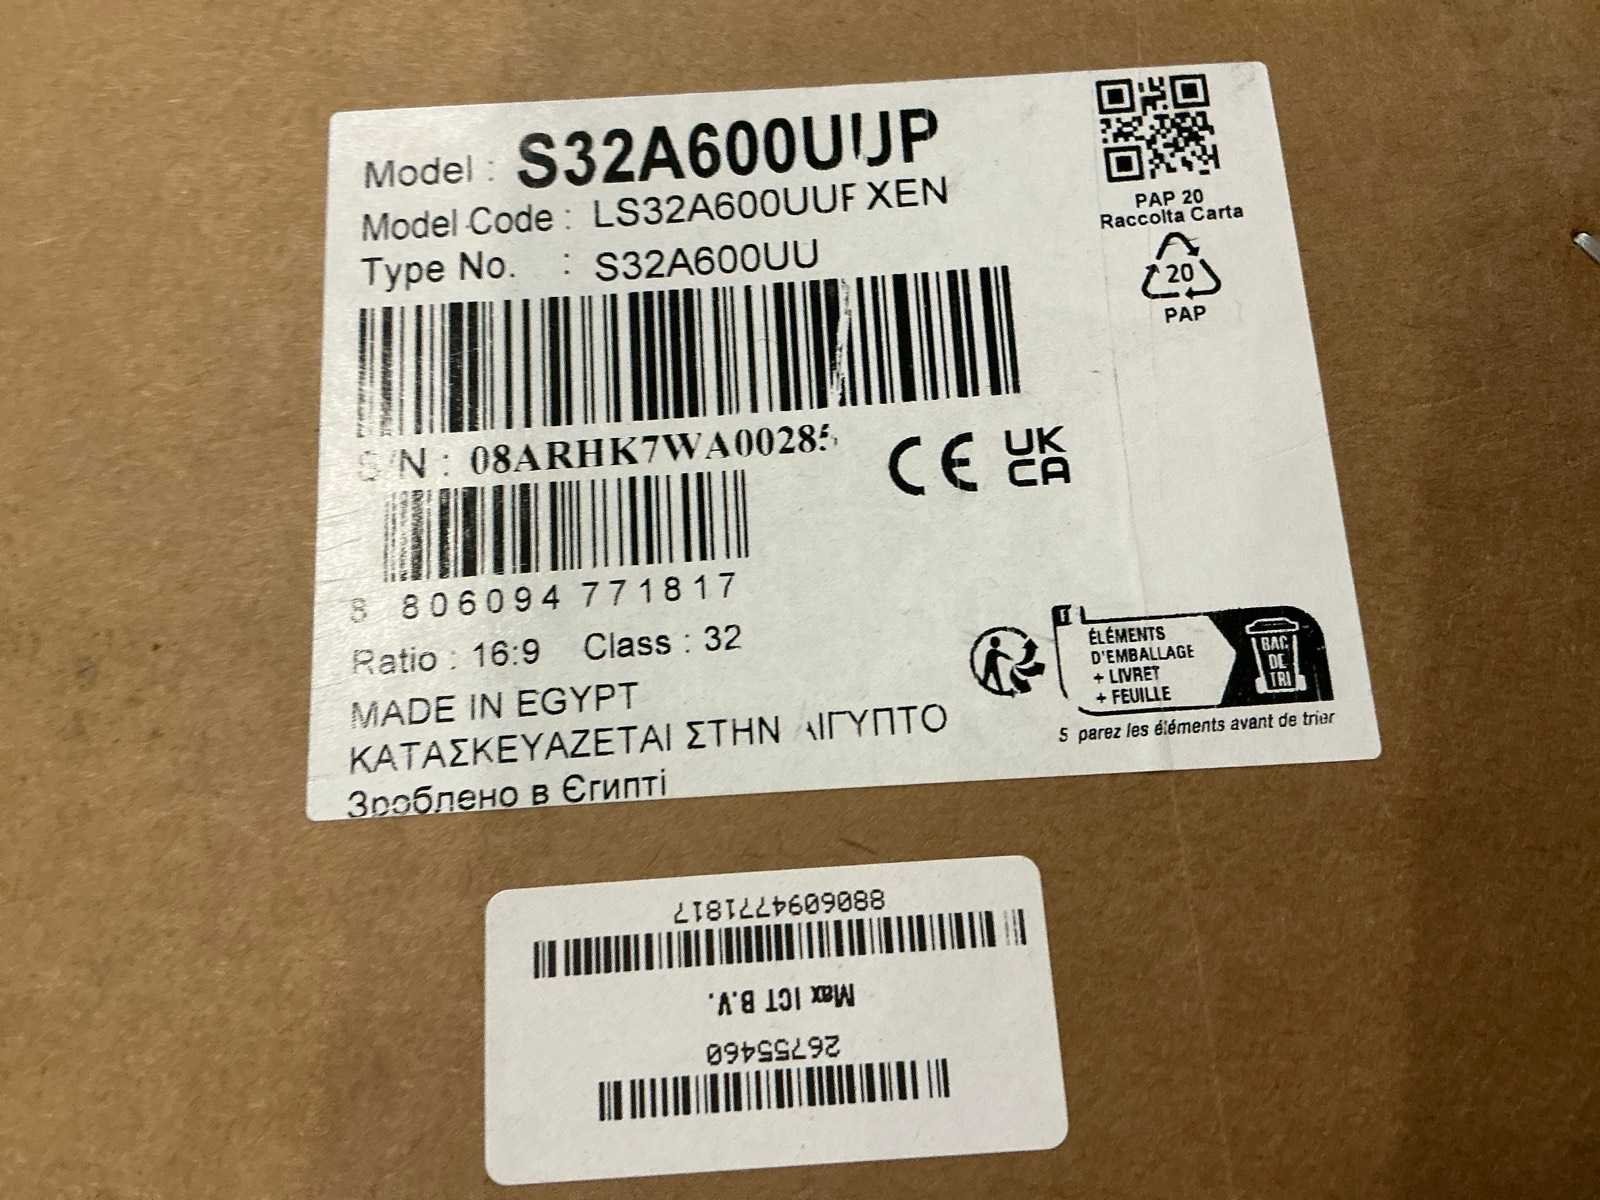 Model : S32A600UUP
Model Code : LS32A600UUP XEN
Type No. : S32A600UU
PAP 20
Raccolta Carta
20
PAP
S/N : 08ARHK7WA00285
CE UK CA
8 806094 771817
Ratio : 16:9 Class : 32
MADE IN EGYPT
ΚΑΤΑΣΚΕΥΑΖΕΤΑΙ ΣΤΗΝ ΑΙΓΥΠΤΟ
Зроблено в Єгипті
ÉLÉMENTS
D'EMBALLAGE
+ LIVRET
+ FEUILLE
BAC
DE
TRI
Séparez les éléments avant de trier
26755460
Max ICT B.V.
8806094771817